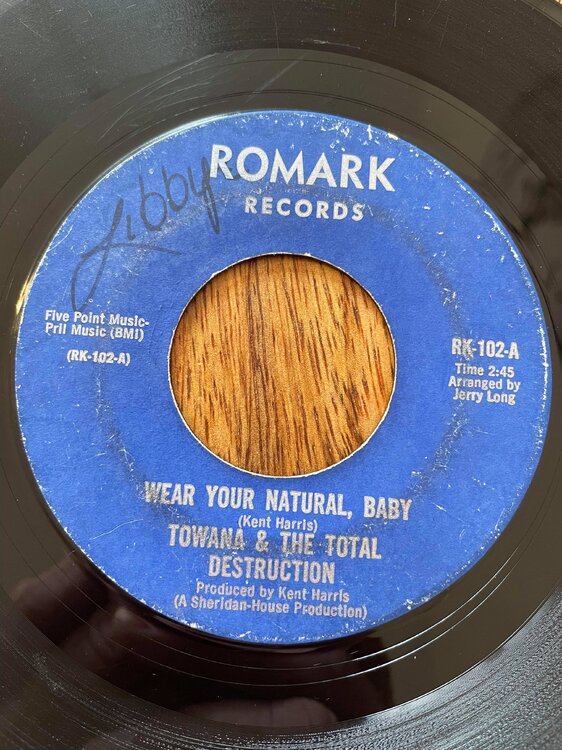 Libby
ROMARK
RECORDS
Five Point Music-
Pril Music (BMI)
(RK-102-A)
RK-102-A
Time 2:45
Arranged by
Jerry Long
WEAR YOUR NATURAL, BABY
(Kent Harris)
TOWANA & THE TOTAL
DESTRUCTION
Produced by Kent Harris
(A Sheridan-House Production)